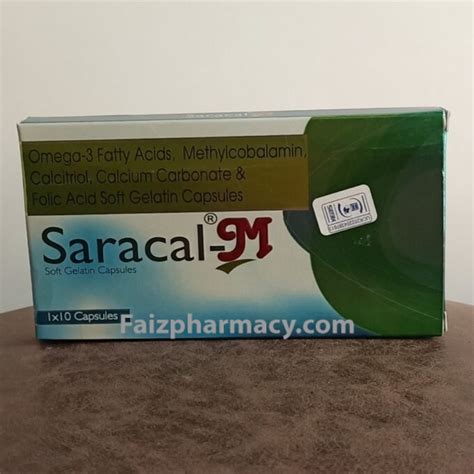 Saracal-M
Omega-3 Fatty Acids, Methylcobalamin,
Calcitriol, Calcium Carbonate &
Folic Acid Soft Gelatin Capsules
Saracal-®M
Soft Gelatin Capsules
1x10 Capsules
Faizpharmacy.com